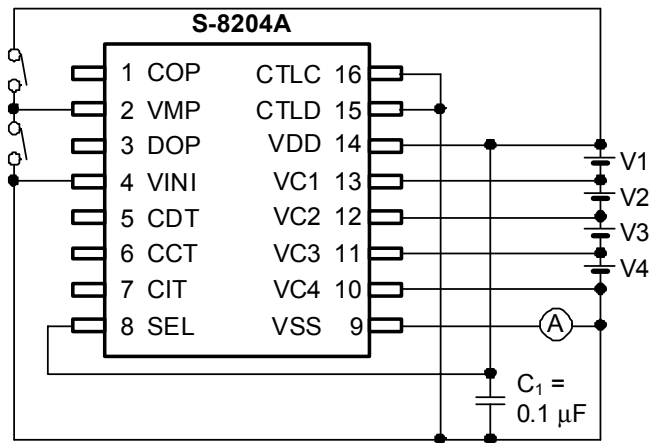 S-8204A
1 COP CTLC 16
2 VMP CTLD 15
3 DOP VDD 14
4 VINI VC1 13
5 CDT VC2 12
6 CCT VC3 11
7 CIT VC4 10
8 SEL VSS 9
V1
V2
V3
V4
A
C₁ =
0.1 μF